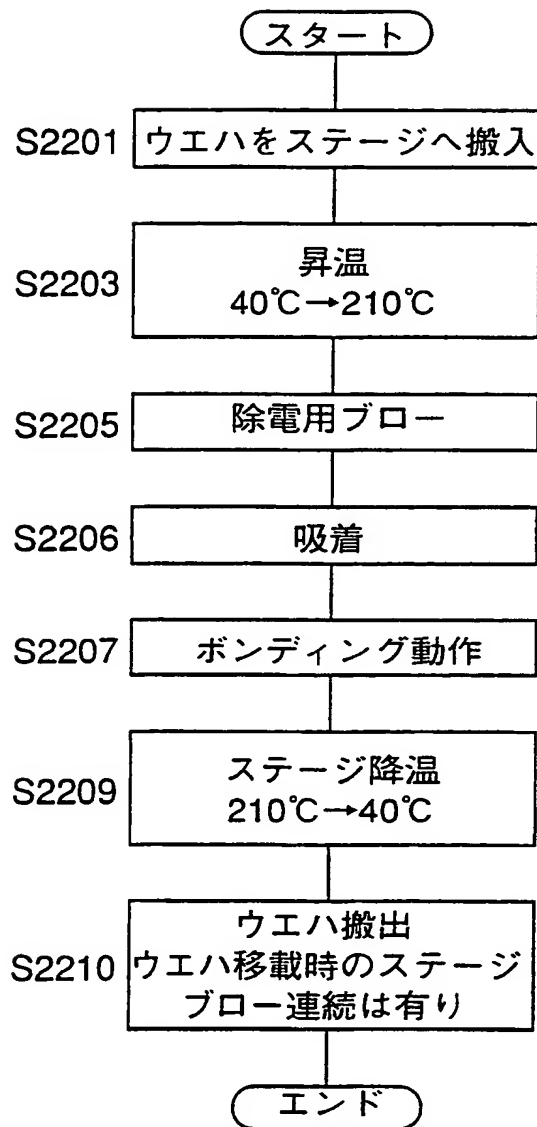 スタート
S2201 ウエハをステージへ搬入
S2203 昇温
40℃→210℃
S2205 除電用ブロー
S2206 吸着
S2207 ボンディング動作
S2209 ステージ降温
210℃→40℃
ウエハ搬出
S2210 ウエハ移載時のステージ
ブロー連続は有り
エンド